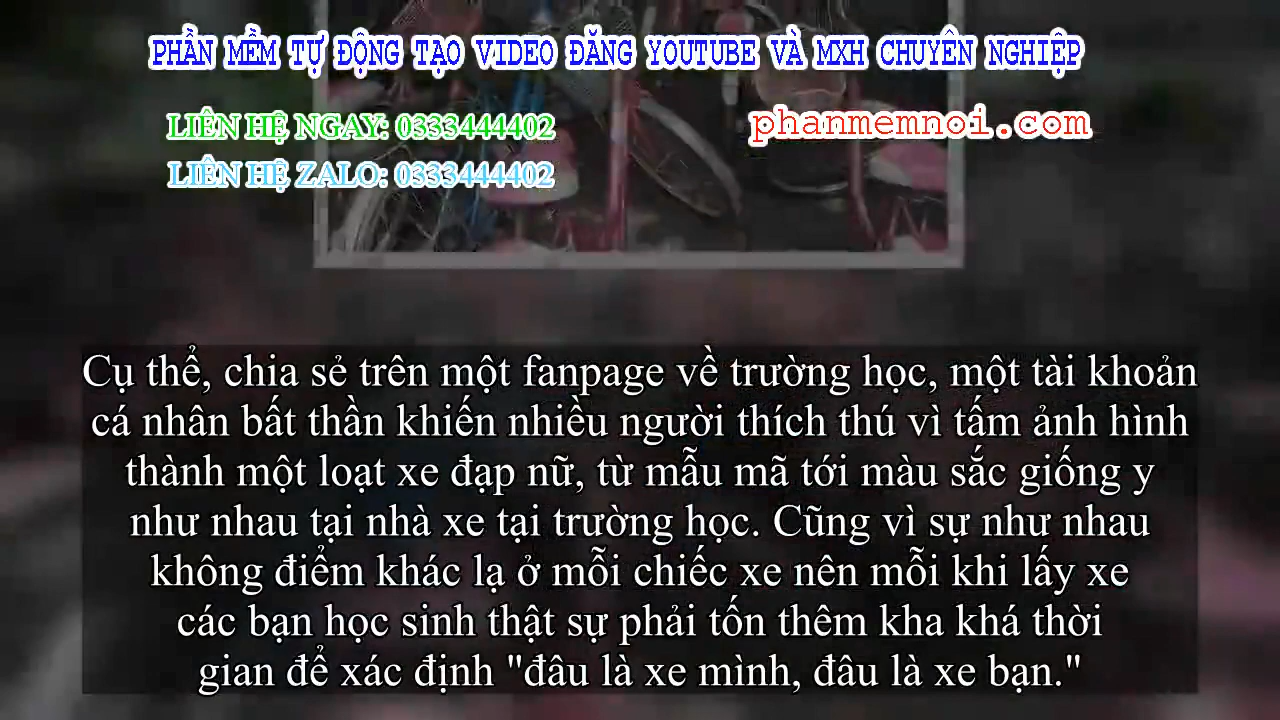 PHẦN MỀM TỰ ĐỘNG TẠO VIDEO ĐĂNG YOUTUBE VÀ MXH CHUYÊN NGHIỆP
LIÊN HỆ NGAY: 0333444402
phanmemnoi.com
LIÊN HỆ ZALO: 0333444402
Cụ thể, chia sẻ trên một fanpage về trường học, một tài khoản
cá nhân bất thần khiến nhiều người thích thú vì tấm ảnh hình
thành một loạt xe đạp nữ, từ mẫu mã tới màu sắc giống y
như nhau tại nhà xe tại trường học. Cũng vì sự như nhau
không điểm khác lạ ở mỗi chiếc xe nên mỗi khi lấy xe
các bạn học sinh thật sự phải tốn thêm kha khá thời
gian để xác định "đâu là xe mình, đâu là xe bạn."